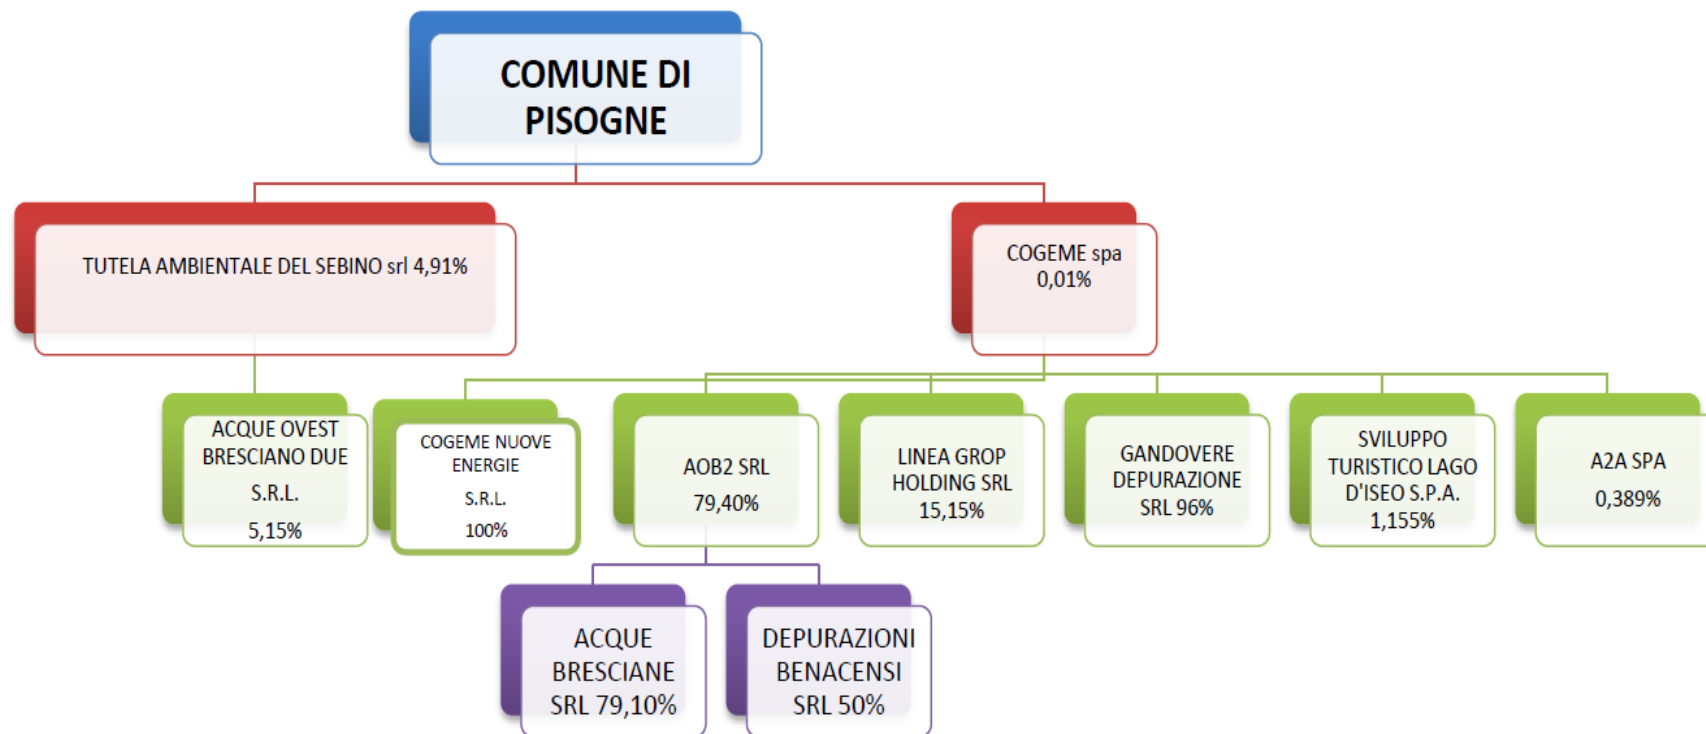 COMUNE DI
PISOGNE
TUTELA AMBIENTALE DEL SEBINO srl 4,91%
COGEME spa
0,01%
ACQUE OVEST
BRESCIANO DUE
S.R.L.
5,15%
COGEME NUOVE
ENERGIE
S.R.L.
100%
AOB2 SRL
79,40%
LINEA GROP
HOLDING SRL
15,15%
GANDOVERE
DEPURAZIONE
SRL 96%
SVILUPPO
TURISTICO LAGO
D'ISEO S.P.A.
1,155%
A2A SPA
0,389%
ACQUE
BRESCIANE
SRL 79,10%
DEPURAZIONI
BENACENSI
SRL 50%